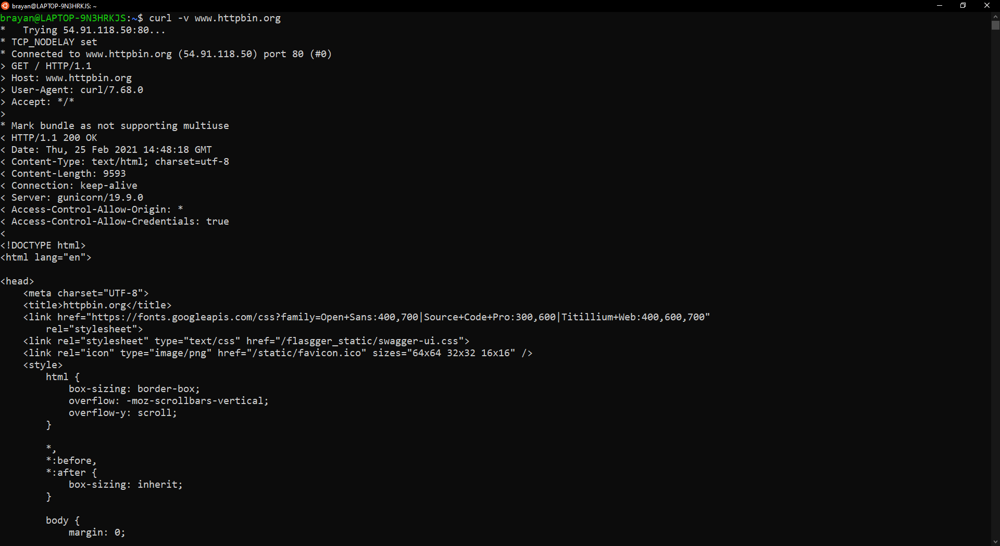 brayan@LAPTOP-9N3HRKJS: ~
brayan@LAPTOP-9N3HRKJS:~$ curl -v www.httpbin.org
*   Trying 54.91.118.50:80...
* TCP_NODELAY set
* Connected to www.httpbin.org (54.91.118.50) port 80 (#0)
> GET / HTTP/1.1
> Host: www.httpbin.org
> User-Agent: curl/7.68.0
> Accept: */*
>
* Mark bundle as not supporting multiuse
< HTTP/1.1 200 OK
< Date: Thu, 25 Feb 2021 14:48:18 GMT
< Content-Type: text/html; charset=utf-8
< Content-Length: 9593
< Connection: keep-alive
< Server: gunicorn/19.9.0
< Access-Control-Allow-Origin: *
< Access-Control-Allow-Credentials: true
<
<!DOCTYPE html>
<html lang="en">

<head>
    <meta charset="UTF-8">
    <title>httpbin.org</title>
    <link href="https://fonts.googleapis.com/css?family=Open+Sans:400,700|Source+Code+Pro:300,600|Titillium+Web:400,600,700"
        rel="stylesheet">
    <link rel="stylesheet" type="text/css" href="/flasgger_static/swagger-ui.css">
    <link rel="icon" type="image/png" href="/static/favicon.ico" sizes="64x64 32x32 16x16" />
    <style>
        html {
            box-sizing: border-box;
            overflow: -moz-scrollbars-vertical;
            overflow-y: scroll;
        }

        *,
        *:before,
        *:after {
            box-sizing: inherit;
        }

        body {
            margin: 0;